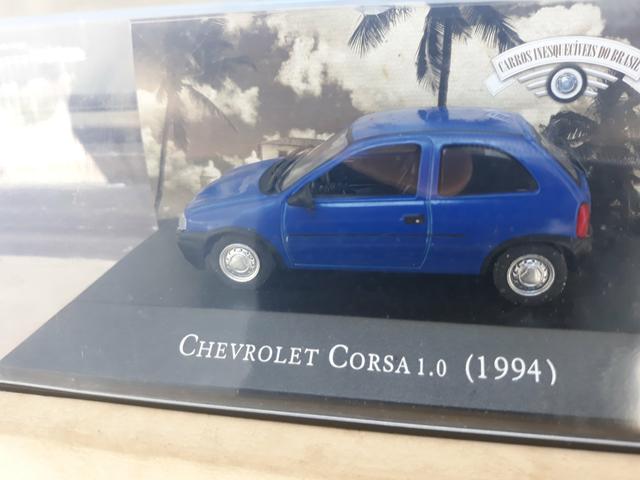 CARROS INESQUECÍVEIS DO BRASIL
CHEVROLET CORSA 1.0 (1994)